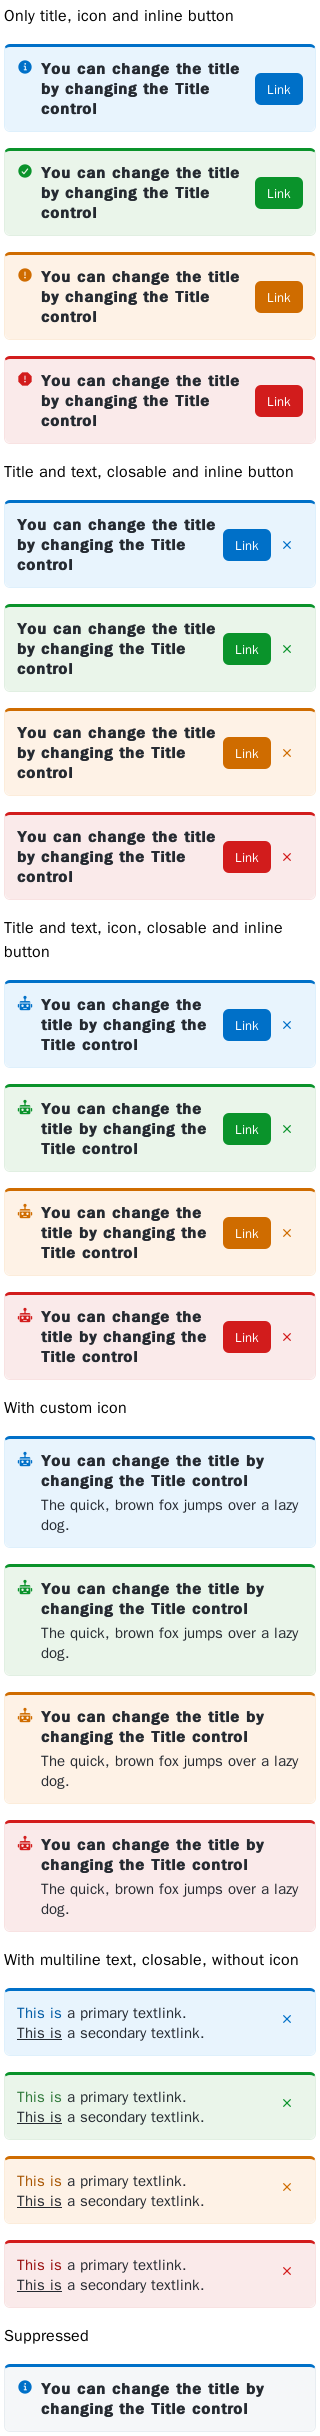 Only title, icon and inline button
You can change the title
by changing the Title
control
Link
You can change the title
by changing the Title
control
Link
You can change the title
by changing the Title
control
Link
You can change the title
by changing the Title
control
Link
Title and text, closable and inline button
You can change the title
by changing the Title
control
Link
You can change the title
by changing the Title
control
Link
You can change the title
by changing the Title
control
Link
You can change the title
by changing the Title
control
Link
Title and text, icon, closable and inline
button
You can change the
title by changing the
Title control
Link
You can change the
title by changing the
Title control
Link
You can change the
title by changing the
Title control
Link
You can change the
title by changing the
Title control
Link
With custom icon
You can change the title by
changing the Title control
The quick, brown fox jumps over a lazy
dog.
You can change the title by
changing the Title control
The quick, brown fox jumps over a lazy
dog.
You can change the title by
changing the Title control
The quick, brown fox jumps over a lazy
dog.
You can change the title by
changing the Title control
The quick, brown fox jumps over a lazy
dog.
With multiline text, closable, without icon
This is a primary textlink.
This is a secondary textlink.
This is a primary textlink.
This is a secondary textlink.
This is a primary textlink.
This is a secondary textlink.
This is a primary textlink.
This is a secondary textlink.
Suppressed
You can change the title by
changing the Title control